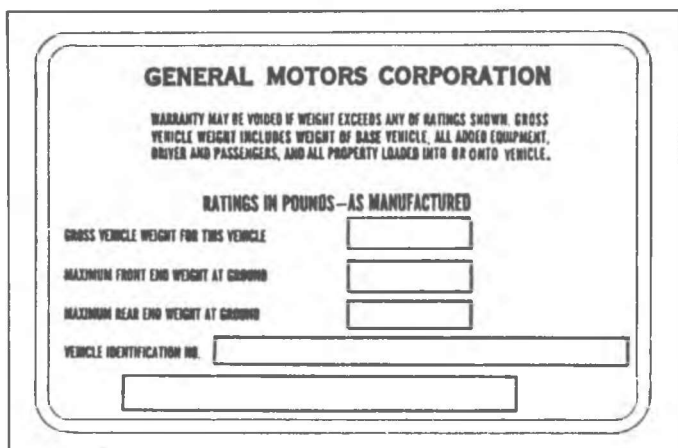 GENERAL MOTORS CORPORATION
WARRANTY MAY BE VOIDED IF WEIGHT EXCEEDS ANY OF RATINGS SHOWN. GROSS
VEHICLE WEIGHT INCLUDES WEIGHT OF BASE VEHICLE, ALL ADDED EQUIPMENT,
DRIVER AND PASSENGERS, AND ALL PROPERTY LOADED INTO OR ONTO VEHICLE.
RATINGS IN POUNDS—AS MANUFACTURED
GROSS VEHICLE WEIGHT FOR THIS VEHICLE
MAXIMUM FRONT END WEIGHT AT GROUND
MAXIMUM REAR END WEIGHT AT GROUND
VEHICLE IDENTIFICATION NO.